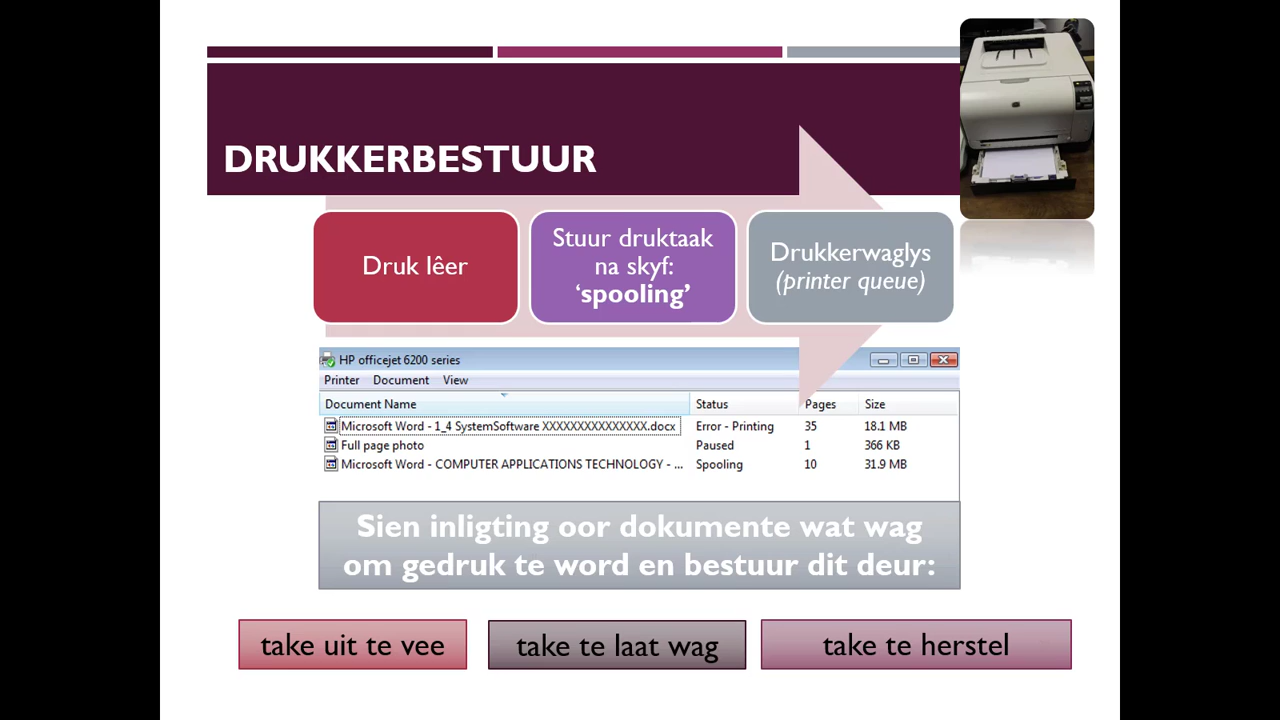 DRUKKERBESTUUR
Druk lêer
Stuur druktaak
na skyf:
‘spooling’
Drukkerwaglys
(printer queue)
HP officejet 6200 series
Printer Document View
Document Name Status Pages Size
Microsoft Word - 1_4 SystemSoftware XXXXXXXXXXXXXXX.docx Error - Printing 35 18.1 MB
Full page photo Paused 1 366 KB
Microsoft Word - COMPUTER APPLICATIONS TECHNOLOGY - ... Spooling 10 31.9 MB
Sien inligting oor dokumente wat wag
om gedruk te word en bestuur dit deur:
take uit te vee
take te laat wag
take te herstel